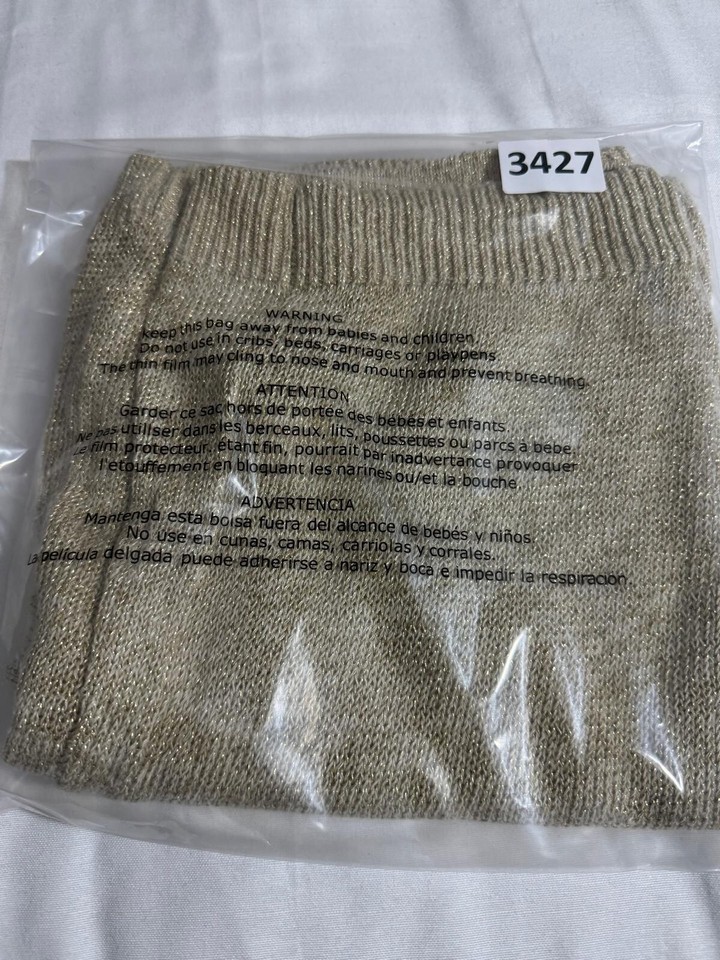 3427
WARNING
Keep this bag away from babies and children.
Do not use in cribs, beds, carriages or playpens
The thin film may cling to nose and mouth and prevent breathing.
ATTENTION
Garder ce sac hors de portée des bébés et enfants.
Ne pas utiliser dans les berceaux, lits, poussettes ou parcs à bebe.
Le film protecteur, étant fin, pourrait par inadvertance provoquer
l'etouffement en bloquant les narines ou/et la bouche.
ADVERTENCIA
Mantenga esta bolsa fuera del alcance de bebés y niños.
No use en cunas, camas, carriolas y corrales.
La película delgada puede adherirse a nariz y boca e impedir la respiración.